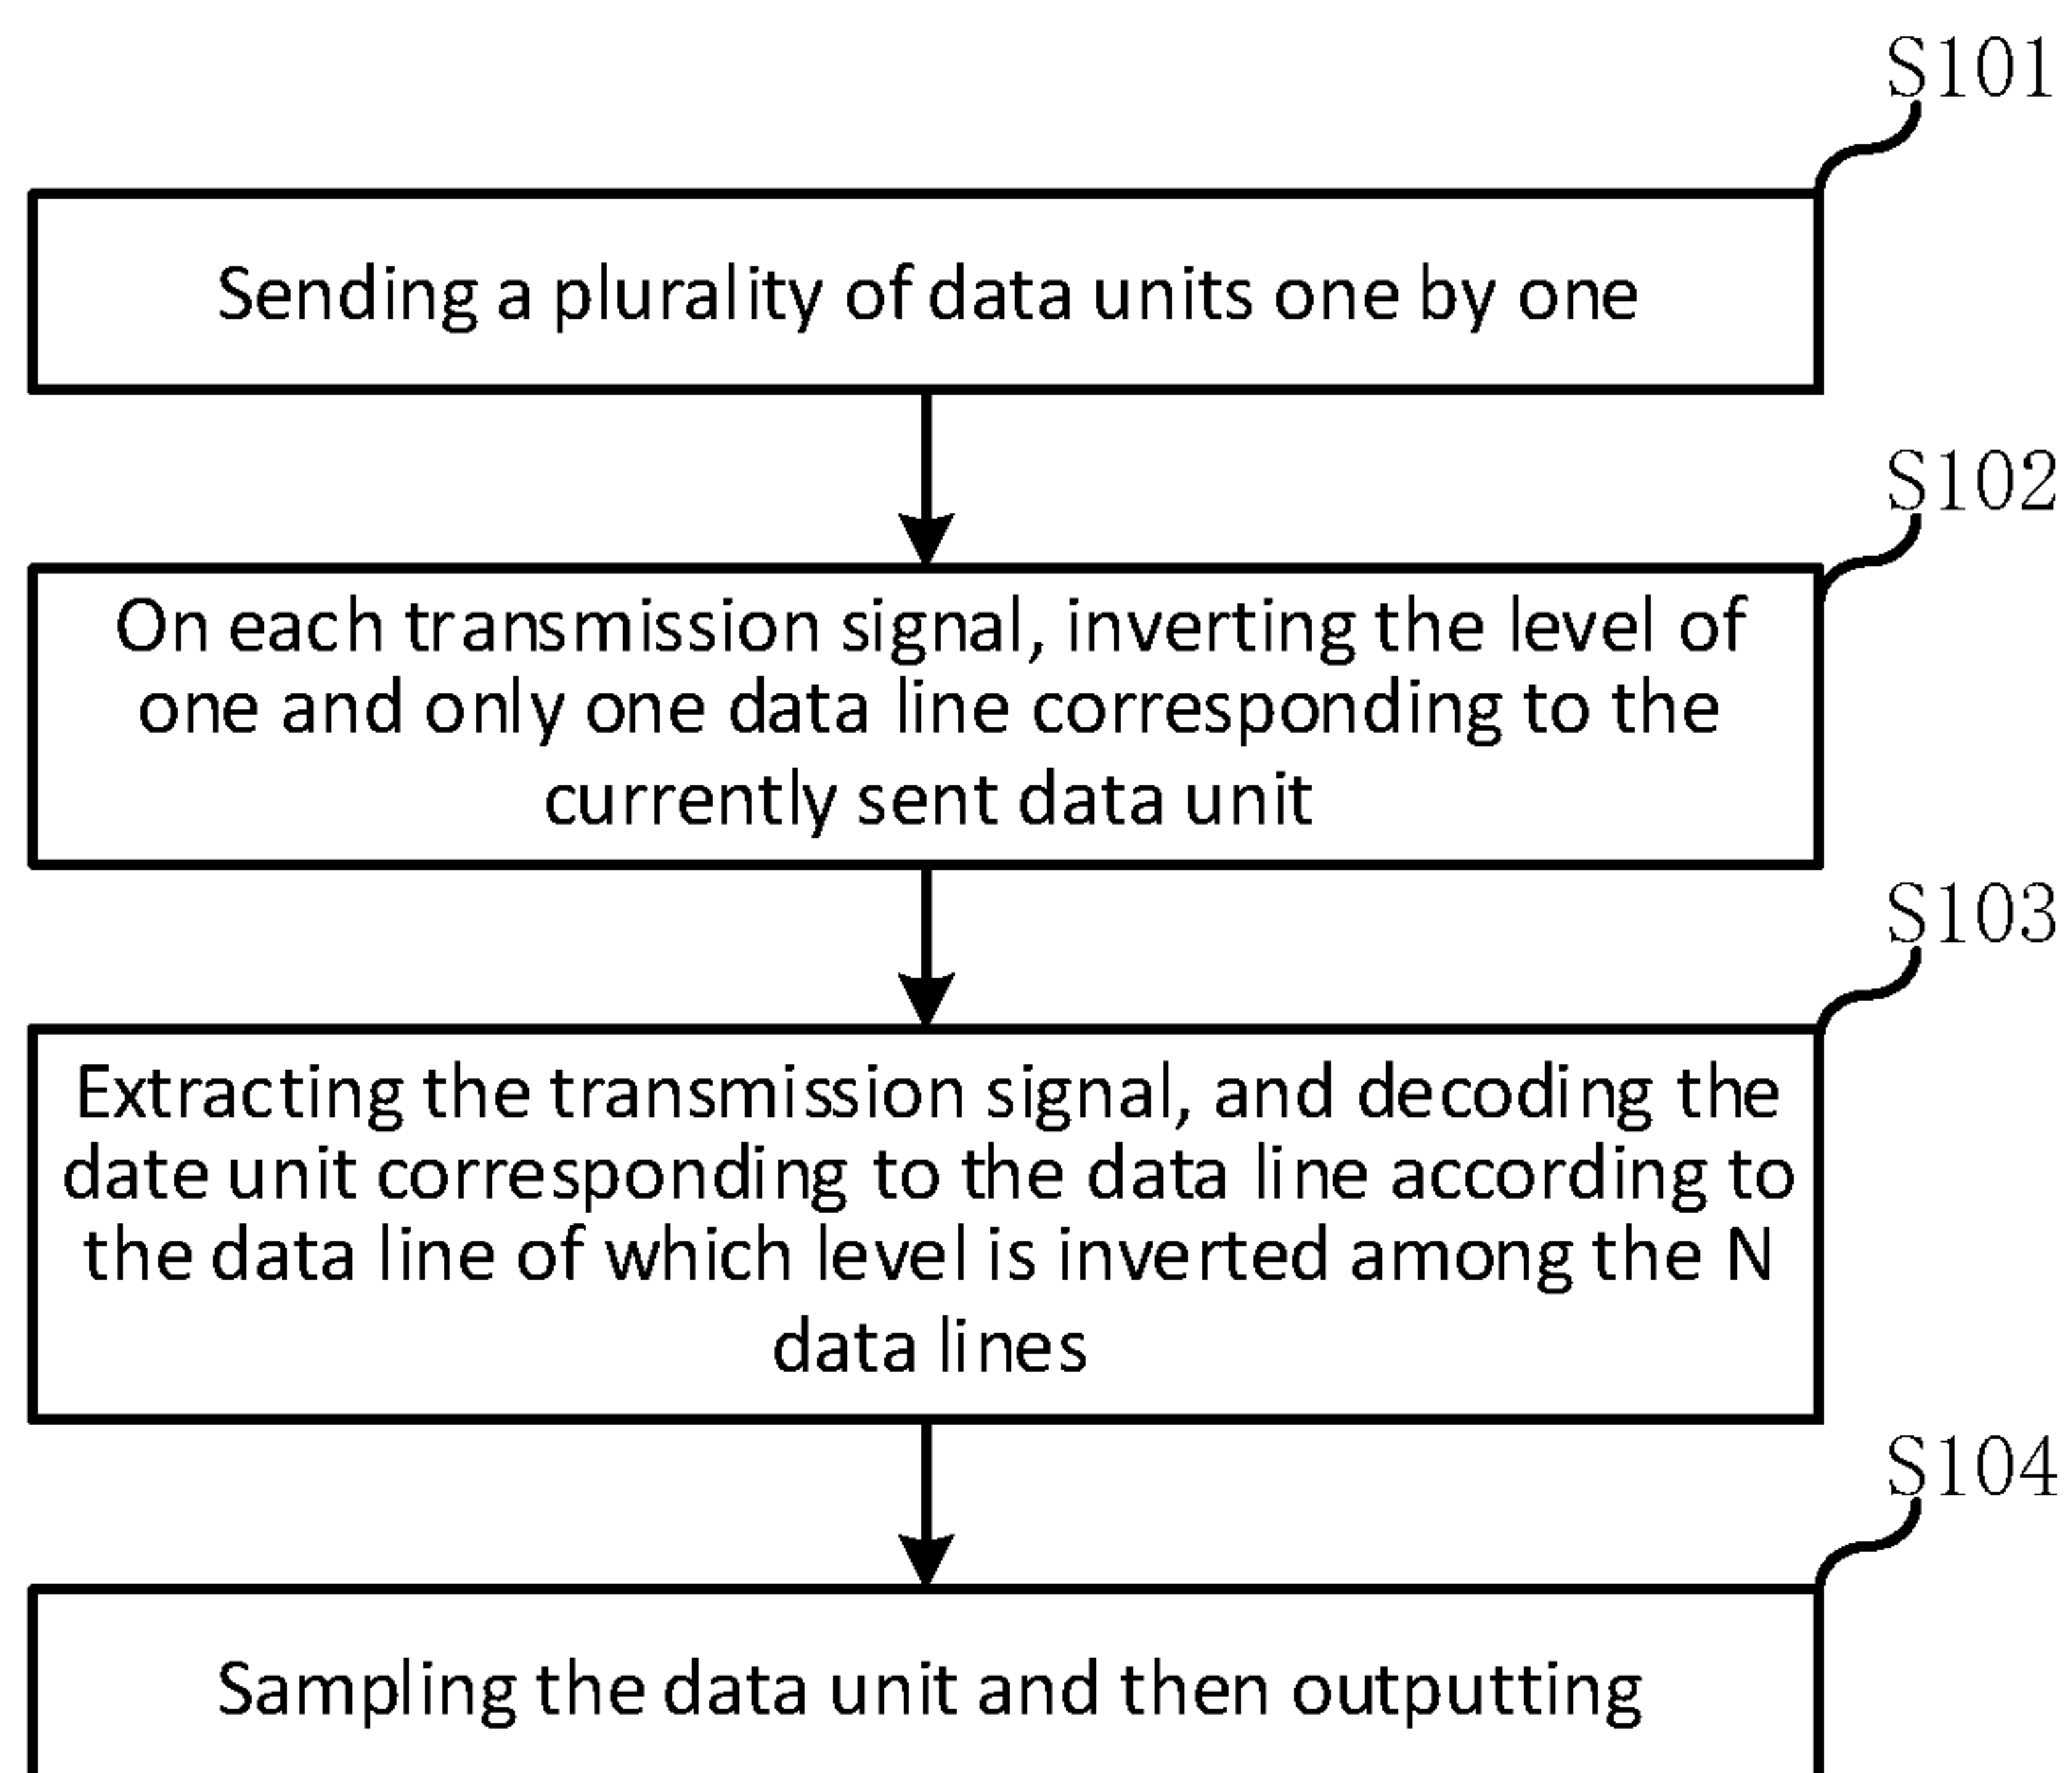 S101
Sending a plurality of data units one by one
S102
On each transmission signal, inverting the level of
one and only one data line corresponding to the
currently sent data unit
S103
Extracting the transmission signal, and decoding the
date unit corresponding to the data line according to
the data line of which level is inverted among the N
data lines
S104
Sampling the data unit and then outputting